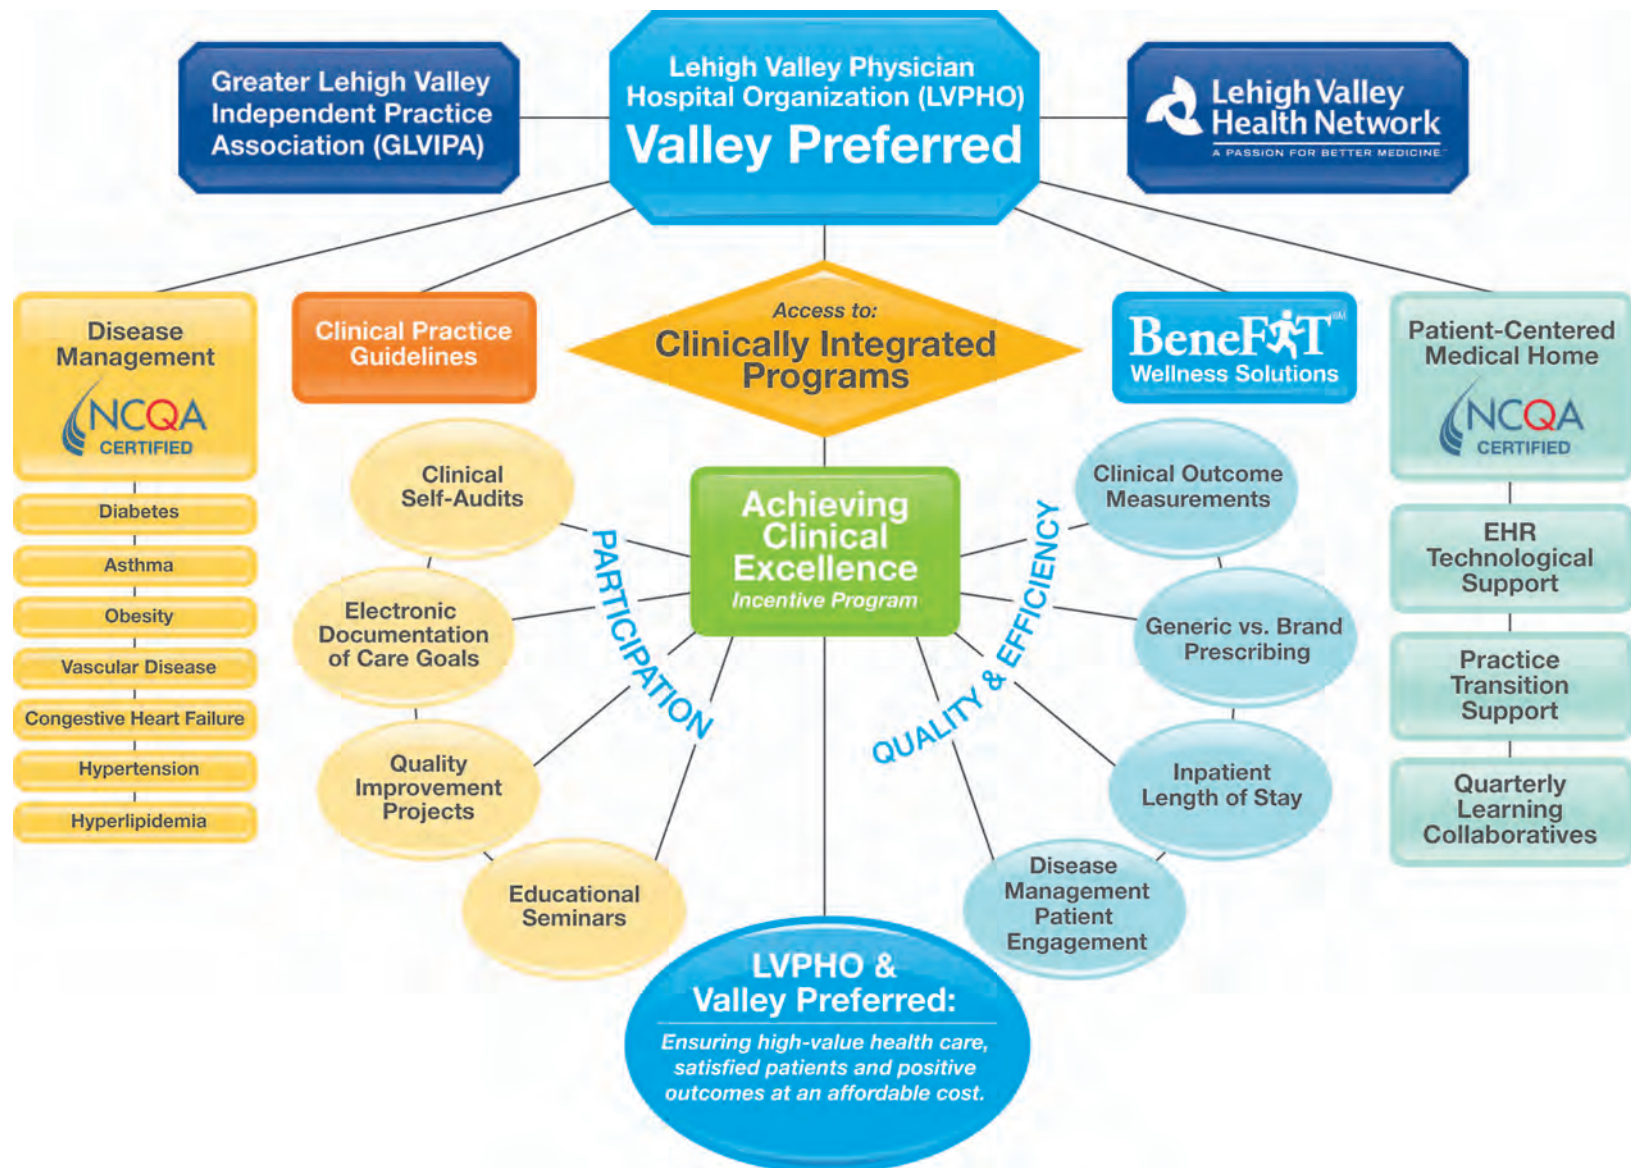 Greater Lehigh Valley
Independent Practice
Association (GLVIPA)
Lehigh Valley Physician
Hospital Organization (LVPHO)
Valley Preferred
Lehigh Valley
Health Network
A PASSION FOR BETTER MEDICINE.™
Disease
Management
NCQA
CERTIFIED
Diabetes
Asthma
Obesity
Vascular Disease
Congestive Heart Failure
Hypertension
Hyperlipidemia
Clinical Practice
Guidelines
Access to:
Clinically Integrated
Programs
BeneFIT℠
Wellness Solutions
Patient-Centered
Medical Home
NCQA
CERTIFIED
EHR
Technological
Support
Practice
Transition
Support
Quarterly
Learning
Collaboratives
Achieving
Clinical
Excellence
Incentive Program
PARTICIPATION
Clinical
Self-Audits
Electronic
Documentation
of Care Goals
Quality
Improvement
Projects
Educational
Seminars
QUALITY & EFFICIENCY
Clinical Outcome
Measurements
Generic vs. Brand
Prescribing
Inpatient
Length of Stay
Disease
Management
Patient
Engagement
LVPHO &
Valley Preferred:
Ensuring high-value health care,
satisfied patients and positive
outcomes at an affordable cost.